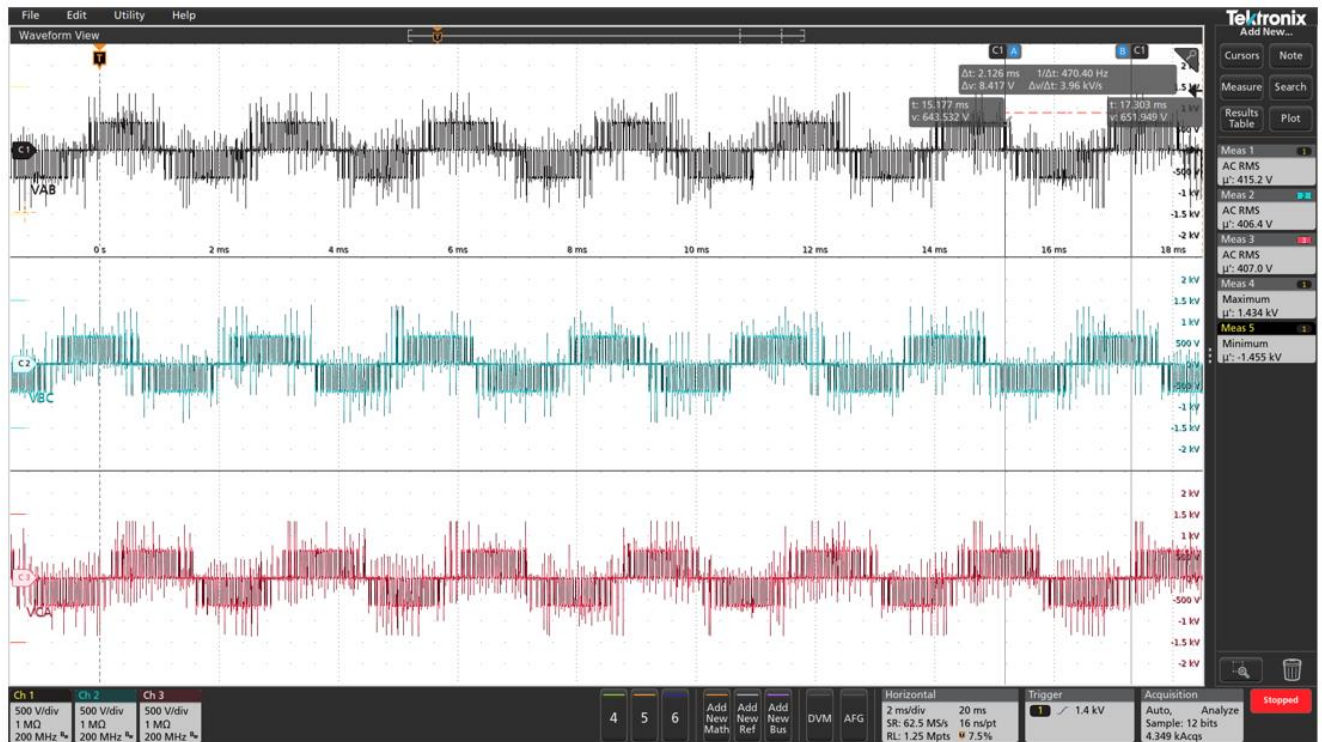 File Edit Utility Help
Tektronix
Waveform View
Add New...
T
C1 A B C1
Cursors Note
Δt: 2.126 ms 1/Δt: 470.40 Hz
Δv: 8.417 V Δv/Δt: 3.96 kV/s
Measure Search
t: 15.177 ms
v: 643.532 V
t: 17.303 ms
v: 651.949 V
Results Table Plot
C1
VAB
-500 V
-1 kV
-1.5 kV
-2 kV
0 s 2 ms 4 ms 6 ms 8 ms 10 ms 12 ms 14 ms 16 ms 18 ms
Meas 1 1
AC RMS
µ': 415.2 V
Meas 2 2
AC RMS
µ': 406.4 V
Meas 3 3
AC RMS
µ': 407.0 V
Meas 4 1
Maximum
µ': 1.434 kV
Meas 5 1
Minimum
µ': -1.455 kV
2 kV
1.5 kV
1 kV
500 V
C2
VBC
-1 kV
-1.5 kV
-2 kV
2 kV
1.5 kV
1 kV
C3
VCA
-500 V
-1 kV
-1.5 kV
-2 kV
Ch 1
500 V/div
1 MΩ
200 MHz
Ch 2
500 V/div
1 MΩ
200 MHz
Ch 3
500 V/div
1 MΩ
200 MHz
4 5 6
Add New Math
Add New Ref
Add New Bus
DVM AFG
Horizontal
2 ms/div 20 ms
SR: 62.5 MS/s 16 ns/pt
RL: 1.25 Mpts 7.5%
Trigger
1 1.4 kV
Acquisition
Auto, Analyze
Sample: 12 bits
4.349 kAcqs
Stopped